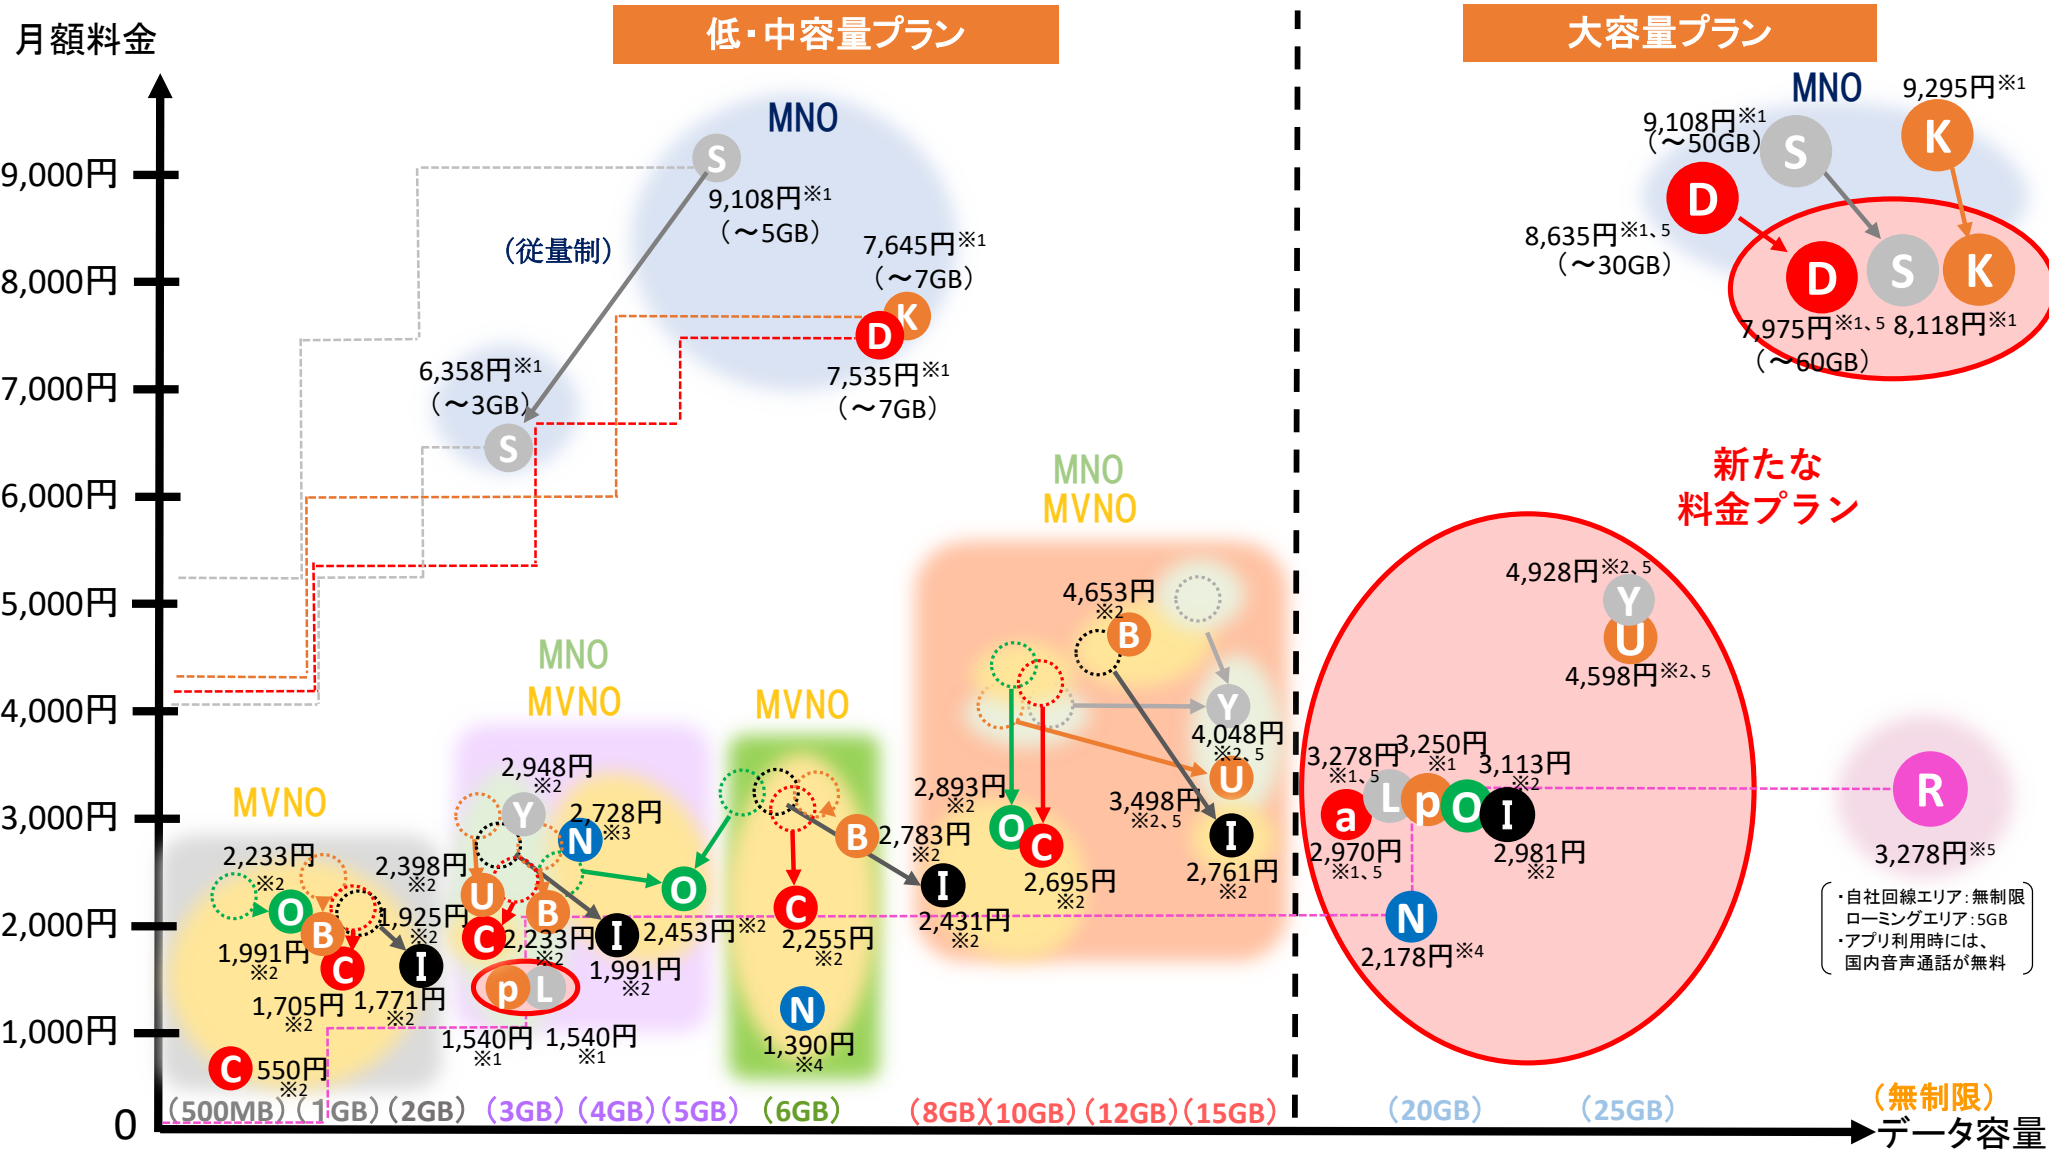 月額料金
低・中容量プラン
大容量プラン
9,000円
8,000円
7,000円
6,000円
5,000円
4,000円
3,000円
2,000円
1,000円
0
MNO
S
9,108円※1
(～5GB)
(従量制)
7,645円※1
(～7GB)
K
D
7,535円※1
(～7GB)
6,358円※1
(～3GB)
S
MNO
9,295円※1
9,108円※1
(～50GB)
S
K
D
8,635円※1、5
(～30GB)
D
S
K
7,975円※1、5
8,118円※1
(～60GB)
新たな
料金プラン
MVNO
2,233円
※2
O
B
C
1,991円
※2
1,705円
※2
1,925円
※2
I
1,771円
※2
C
550円
※2
MNO
MVNO
2,948円
※2
Y
2,728円
※3
N
2,398円
※2
U
C
B
2,233円
※2
I
1,991円
※2
O
2,453円※2
p
L
1,540円
※1
1,540円
※1
MVNO
B
2,783円
※2
C
2,255円
※2
N
1,390円
※4
I
2,431円
※2
MNO
MVNO
4,653円
※2
B
Y
4,048円
※2、5
U
3,498円
※2、5
I
2,761円
※2
2,893円
※2
O
C
2,695円
※2
4,928円※2、5
Y
U
4,598円※2、5
3,278円
※1、5
3,250円
※1
3,113円
※2
a
L
p
O
I
2,970円
※1、5
2,981円
※2
N
2,178円※4
R
3,278円※5
・自社回線エリア：無制限
ローミングエリア：5GB
・アプリ利用時には、
国内音声通話が無料
(500MB)
(1GB)
(2GB)
(3GB)
(4GB)
(5GB)
(6GB)
(8GB)
(10GB)
(12GB)
(15GB)
(20GB)
(25GB)
(無制限)
データ容量